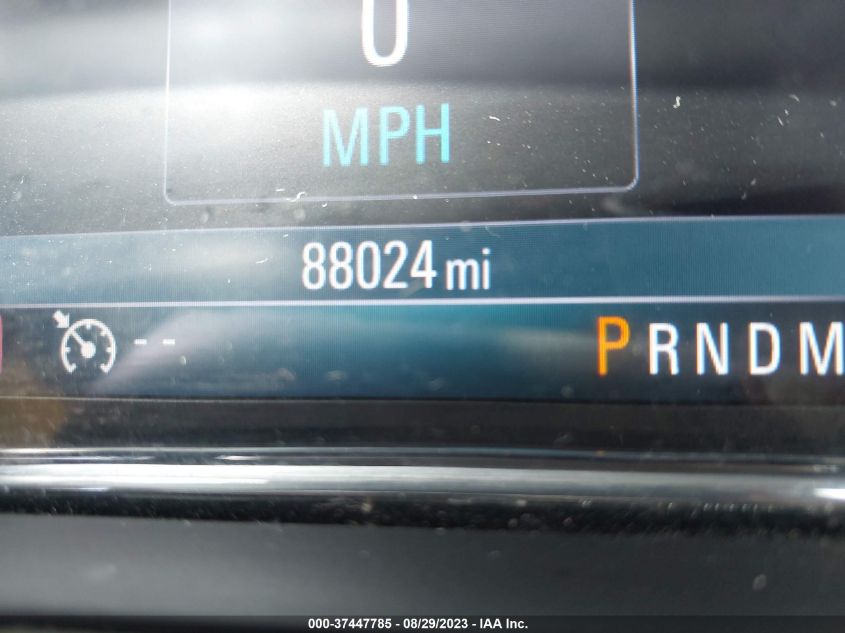 0
MPH
88024 mi
-- PRNDM
000-37447785 - 08/29/2023 - IAA Inc.